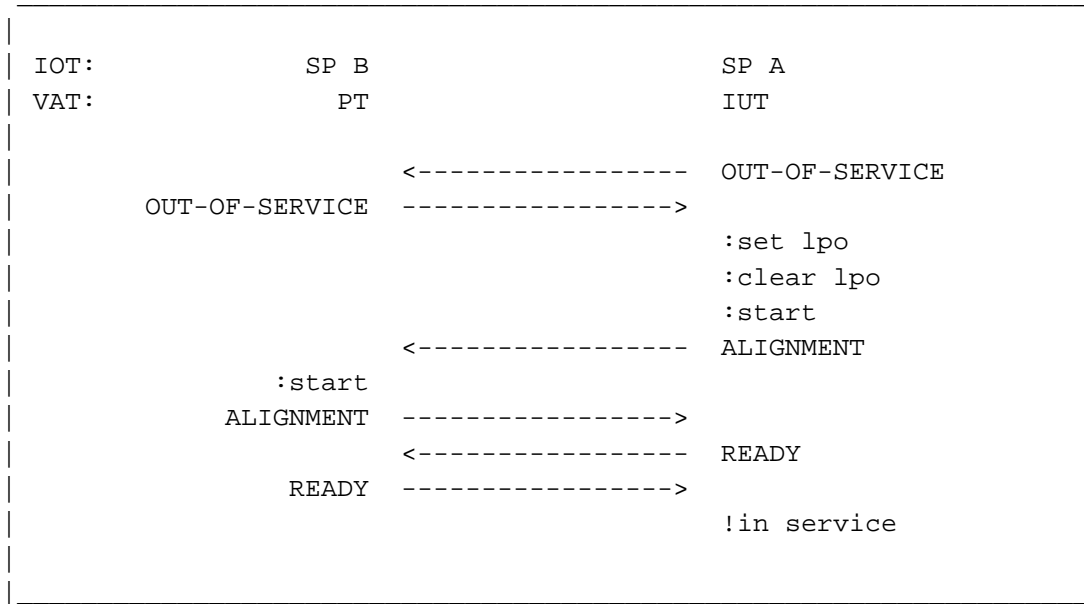 IOT: SP B SP A
VAT: PT IUT
<----------------- OUT-OF-SERVICE
OUT-OF-SERVICE ----------------->
:set lpo
:clear lpo
:start
<----------------- ALIGNMENT
:start
ALIGNMENT ----------------->
<----------------- READY
READY ----------------->
!in service